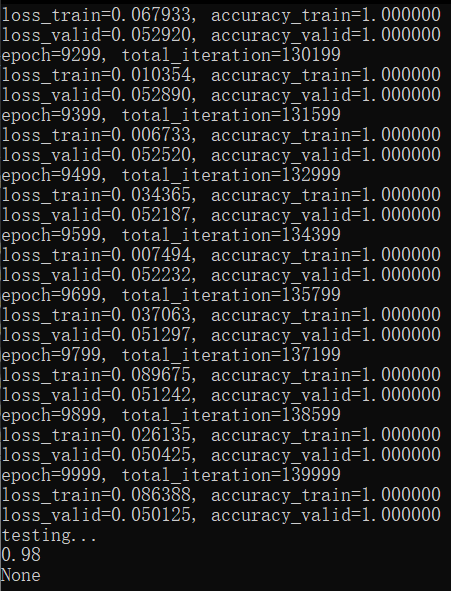 loss_train=0.067933, accuracy_train=1.000000
loss_valid=0.052920, accuracy_valid=1.000000
epoch=9299, total_iteration=130199
loss_train=0.010354, accuracy_train=1.000000
loss_valid=0.052890, accuracy_valid=1.000000
epoch=9399, total_iteration=131599
loss_train=0.006733, accuracy_train=1.000000
loss_valid=0.052520, accuracy_valid=1.000000
epoch=9499, total_iteration=132999
loss_train=0.034365, accuracy_train=1.000000
loss_valid=0.052187, accuracy_valid=1.000000
epoch=9599, total_iteration=134399
loss_train=0.007494, accuracy_train=1.000000
loss_valid=0.052232, accuracy_valid=1.000000
epoch=9699, total_iteration=135799
loss_train=0.037063, accuracy_train=1.000000
loss_valid=0.051297, accuracy_valid=1.000000
epoch=9799, total_iteration=137199
loss_train=0.089675, accuracy_train=1.000000
loss_valid=0.051242, accuracy_valid=1.000000
epoch=9899, total_iteration=138599
loss_train=0.026135, accuracy_train=1.000000
loss_valid=0.050425, accuracy_valid=1.000000
epoch=9999, total_iteration=139999
loss_train=0.086388, accuracy_train=1.000000
loss_valid=0.050125, accuracy_valid=1.000000
testing...
0.98
None